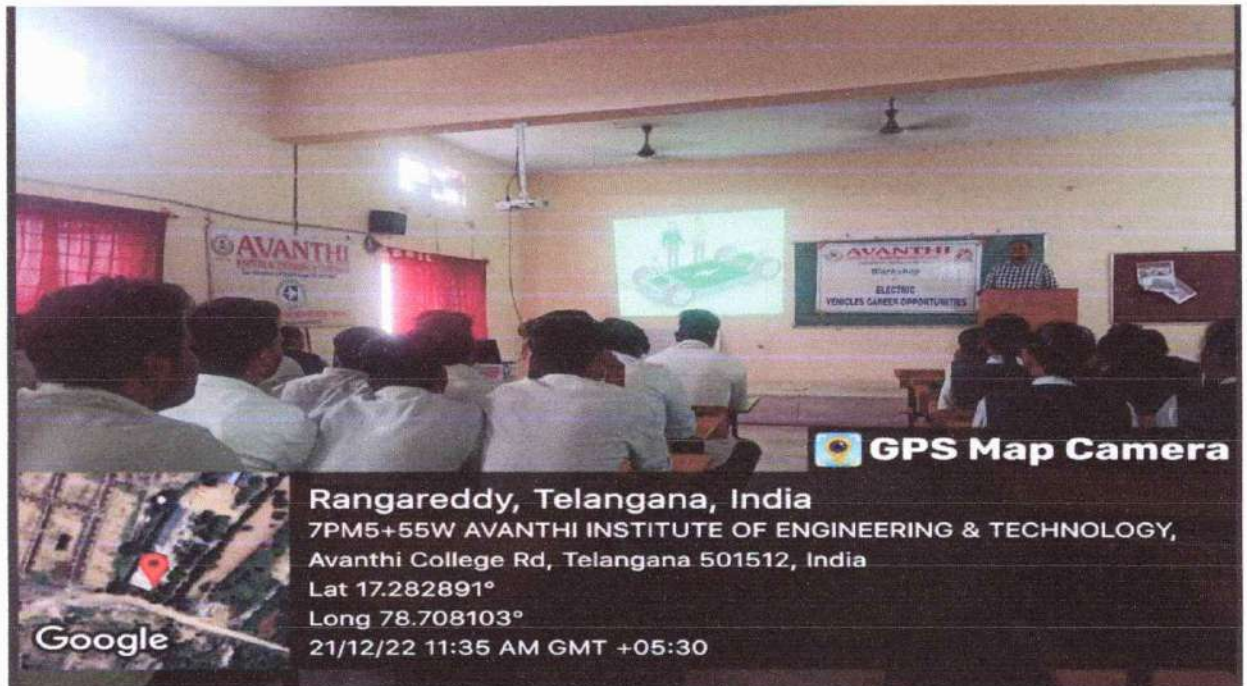 AVANTHI
AVANTHI
Workshop
ELECTRIC
VEHICLES CAREER OPPORTUNITIES
GPS Map Camera
Rangareddy, Telangana, India
7PM5+55W AVANTHI INSTITUTE OF ENGINEERING & TECHNOLOGY,
Avanthi College Rd, Telangana 501512, India
Lat 17.282891°
Long 78.708103°
21/12/22 11:35 AM GMT +05:30
Google